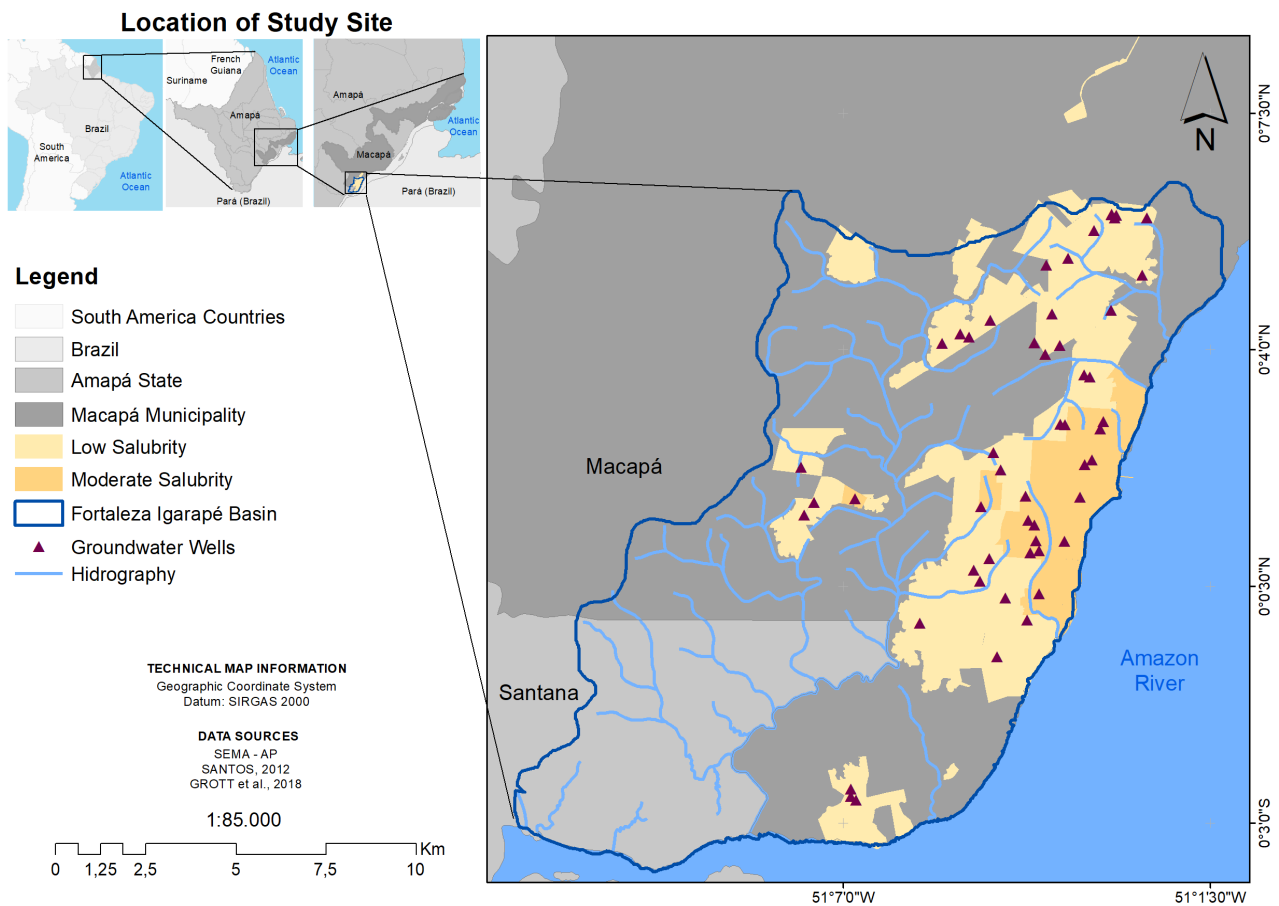 Location of Study Site
French
Guiana
Atlantic
Ocean
Suriname
Amapá
Brazil
South
America
Atlantic
Ocean
Pará (Brazil)
Amapá
Atlantic
Ocean
Macapá
Pará (Brazil)
Legend
South America Countries
Brazil
Amapá State
Macapá Municipality
Low Salubrity
Moderate Salubrity
Fortaleza Igarapé Basin
Groundwater Wells
Hidrography
TECHNICAL MAP INFORMATION
Geographic Coordinate System
Datum: SIRGAS 2000
DATA SOURCES
SEMA - AP
SANTOS, 2012
GROTT et al., 2018
1:85.000
Km
0 1,25 2,5 5 7,5 10
N
Macapá
Santana
Amazon
River
0°7'30"N
0°4'0"N
0°0'30"N
0°3'0"S
51°7'0"W
51°1'30"W